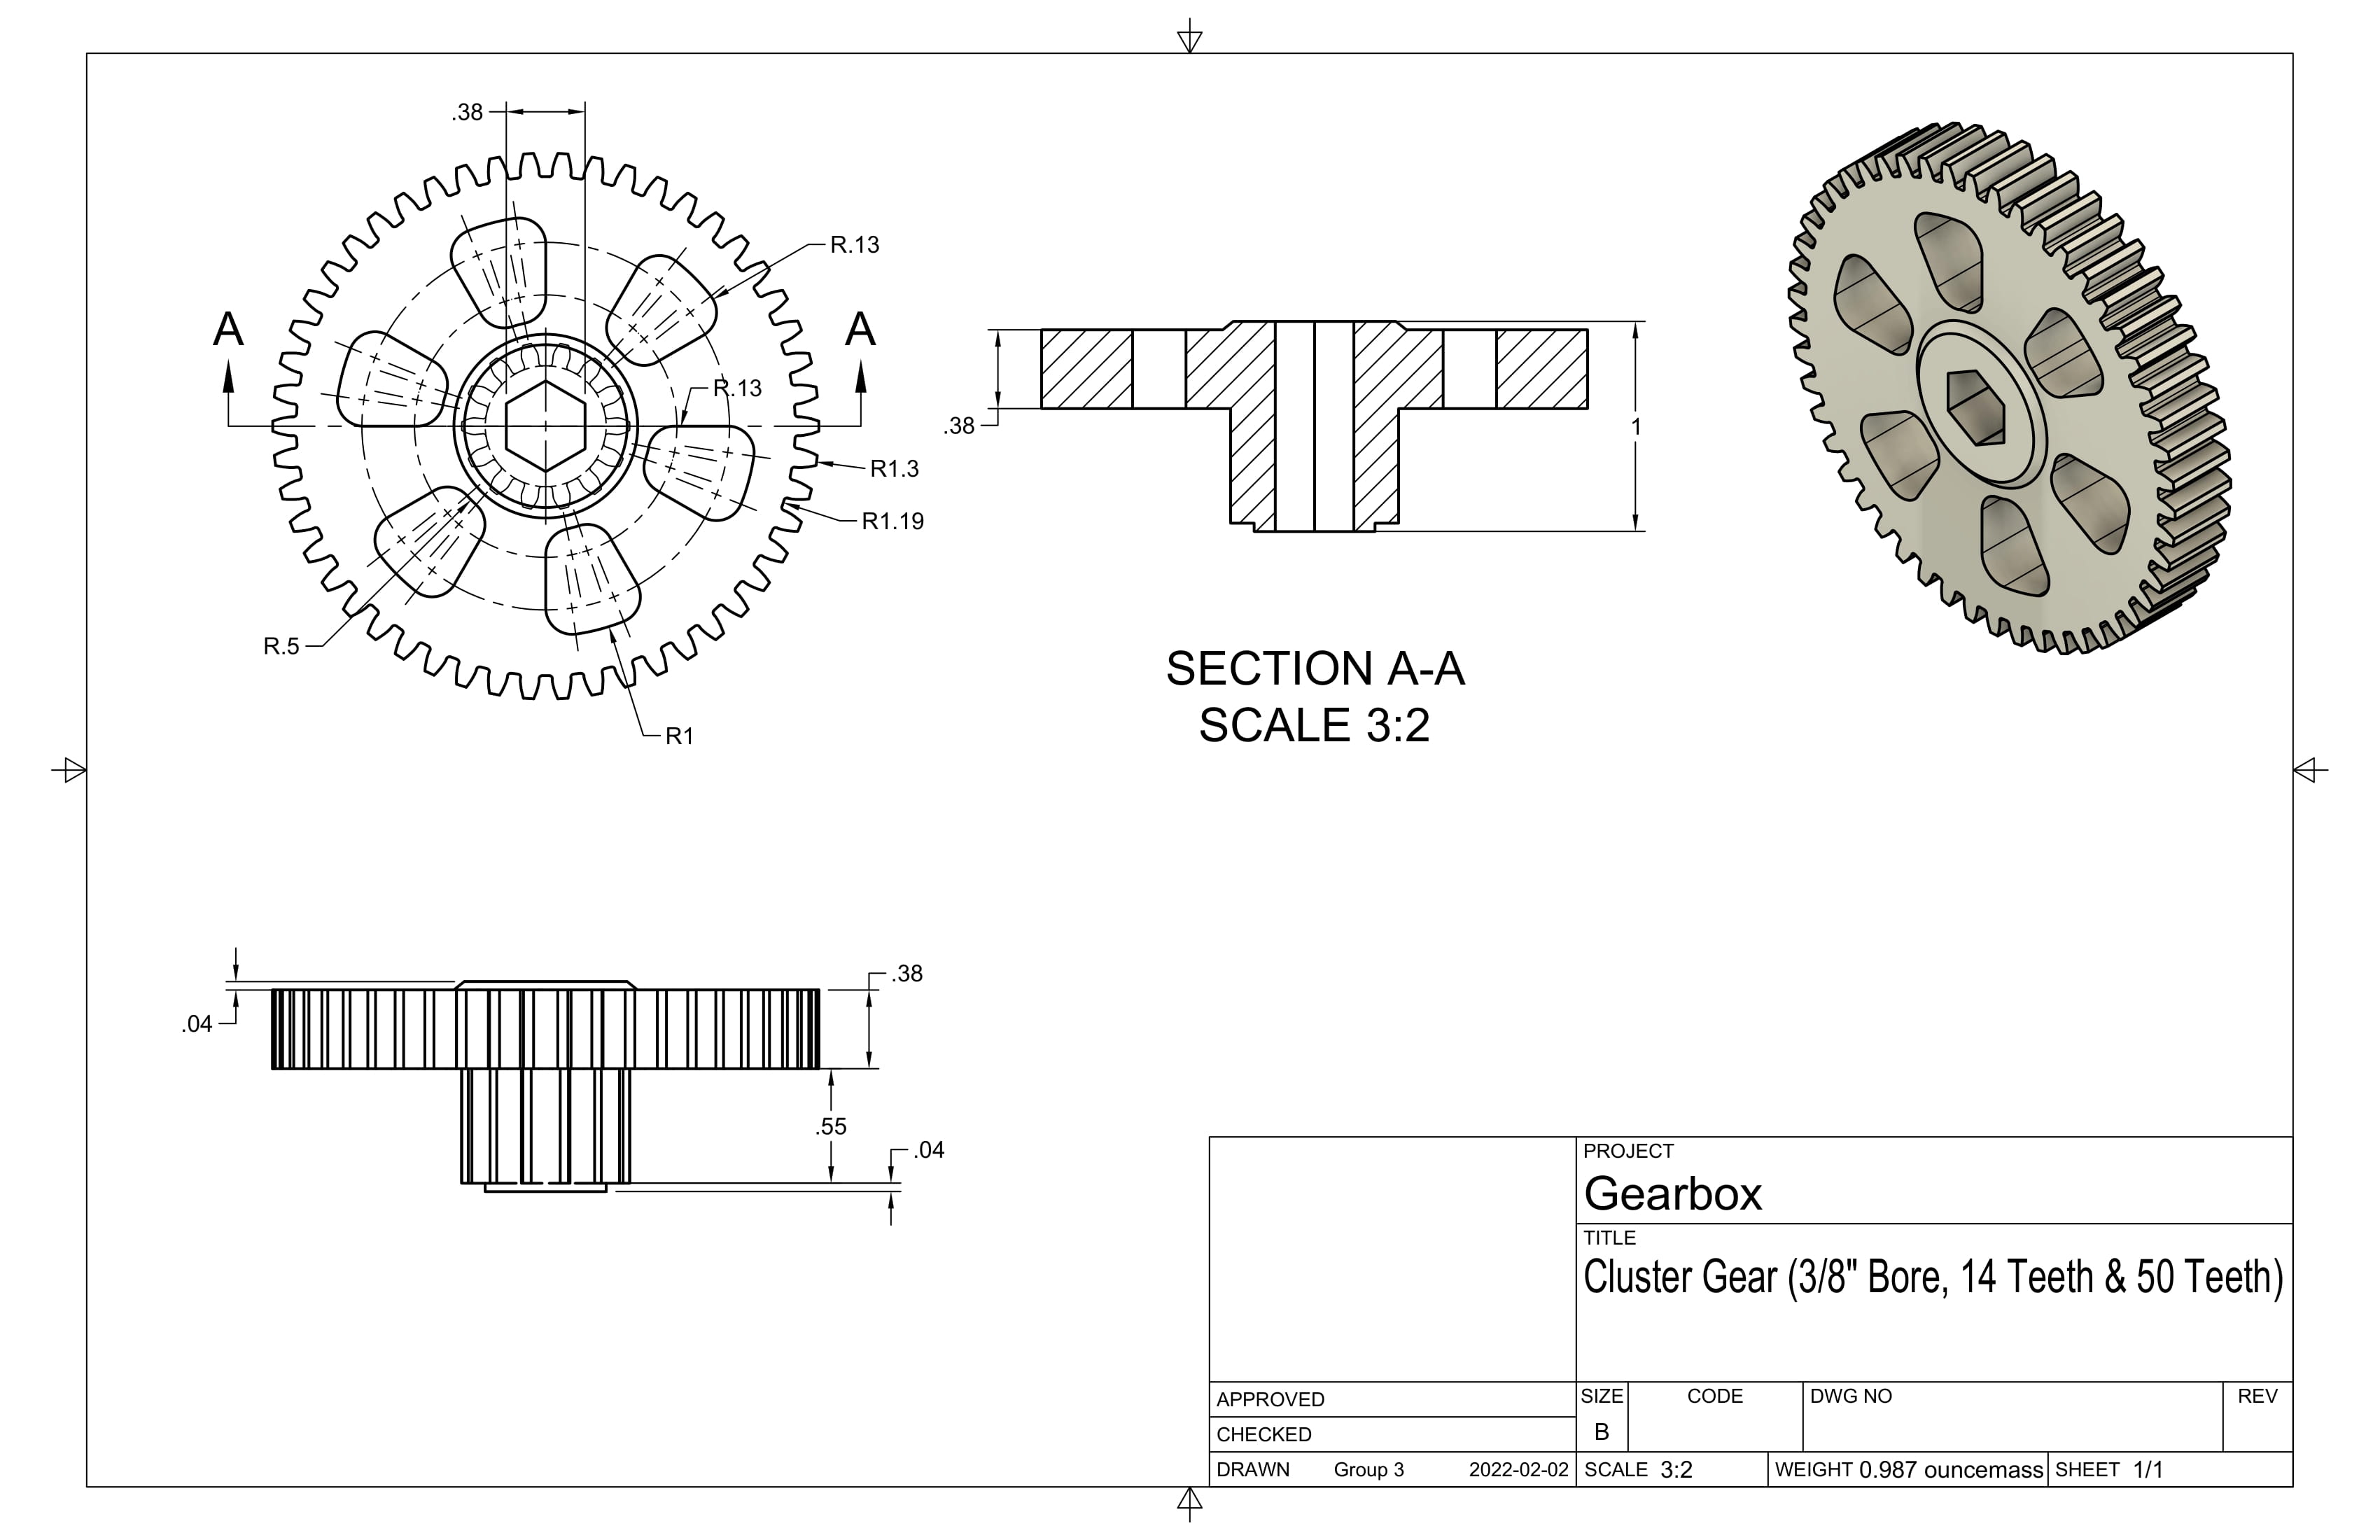 .38
R.13
A
A
R.13
R1.3
R1.19
R.5
R1
.38
1
SECTION A-A
SCALE 3:2
.04
.38
.55
.04
PROJECT
Gearbox
TITLE
Cluster Gear (3/8" Bore, 14 Teeth & 50 Teeth)
APPROVED
CHECKED
DRAWN Group 3 2022-02-02
SIZE CODE DWG NO REV
B
SCALE 3:2 WEIGHT 0.987 ouncemass SHEET 1/1